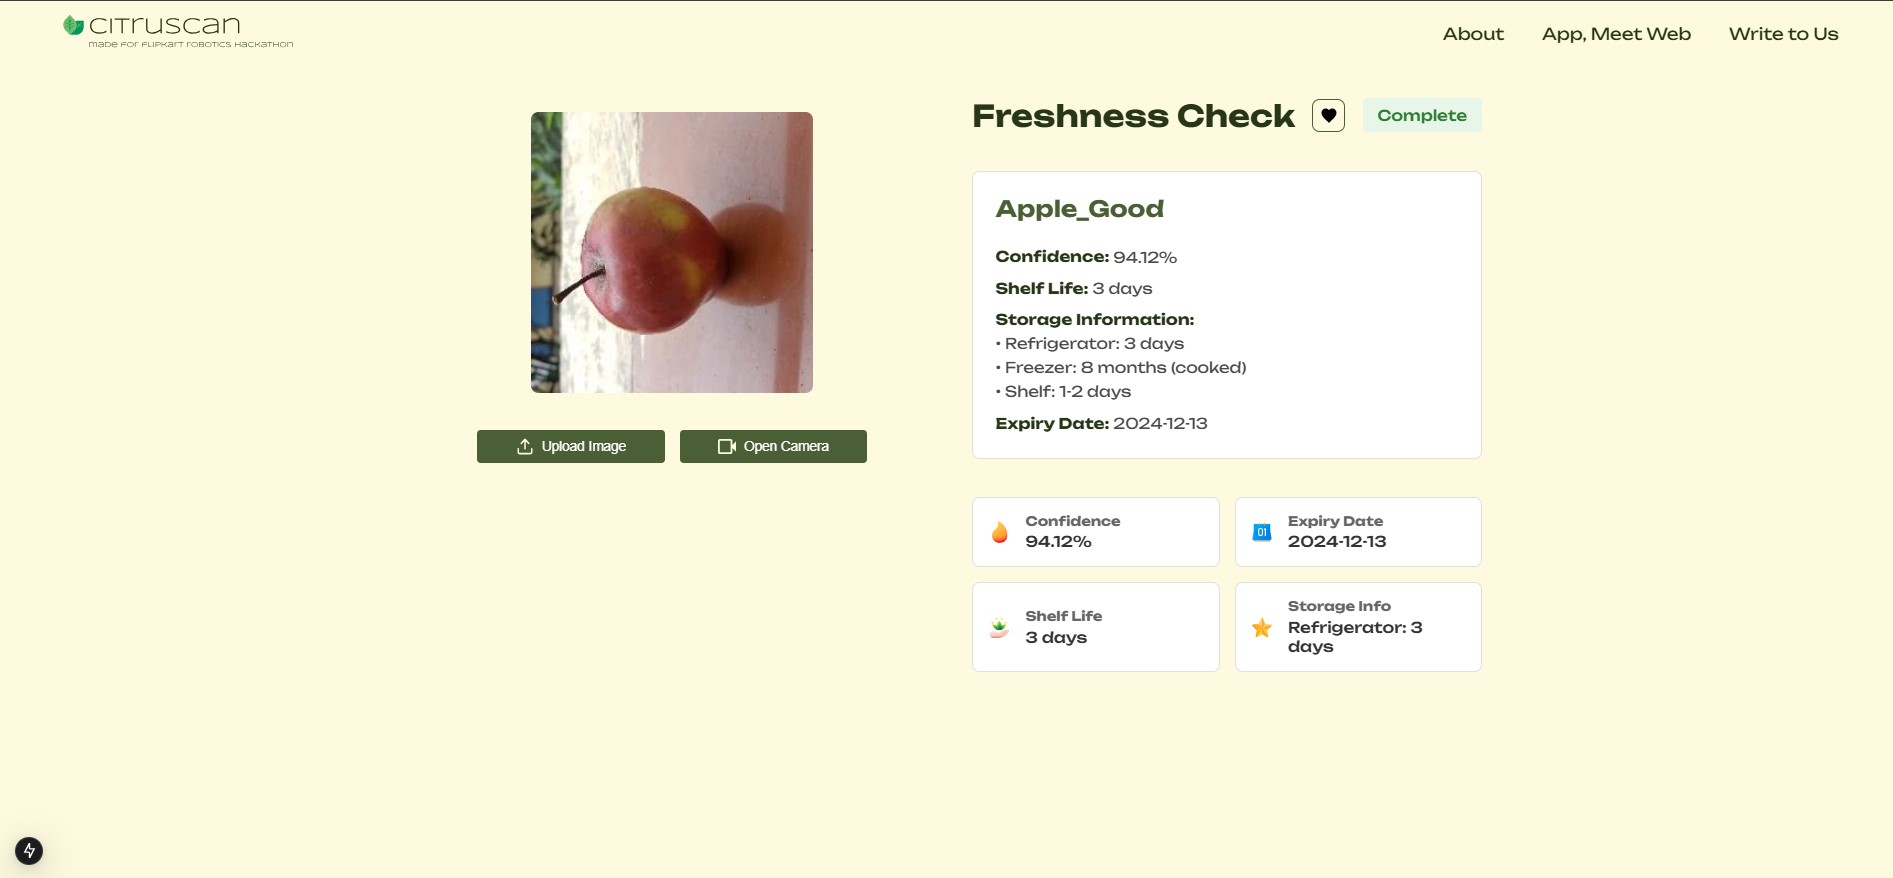 citruscan
made for flipkart robotics hackathon
About
App, Meet Web
Write to Us
Freshness Check
Complete
Apple_Good
Confidence: 94.12%
Shelf Life: 3 days
Storage Information:
• Refrigerator: 3 days
• Freezer: 8 months (cooked)
• Shelf: 1-2 days
Expiry Date: 2024-12-13
Upload Image
Open Camera
Confidence
94.12%
01
Expiry Date
2024-12-13
Shelf Life
3 days
Storage Info
Refrigerator: 3
days